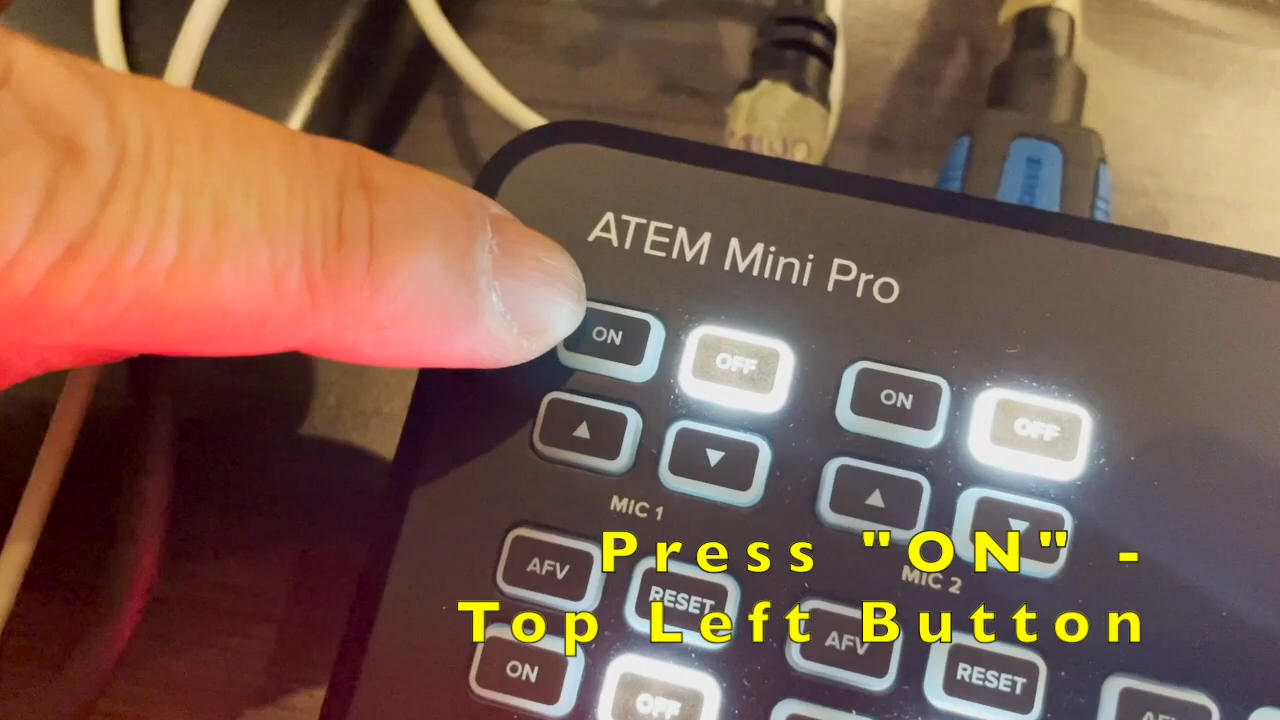 ATEM Mini Pro
ON OFF ON OFF
▲ ▼ ▲ ▼
MIC 1 MIC 2
AFV RESET AFV RESET AFV
ON OFF
Press "ON" -
Top Left Button